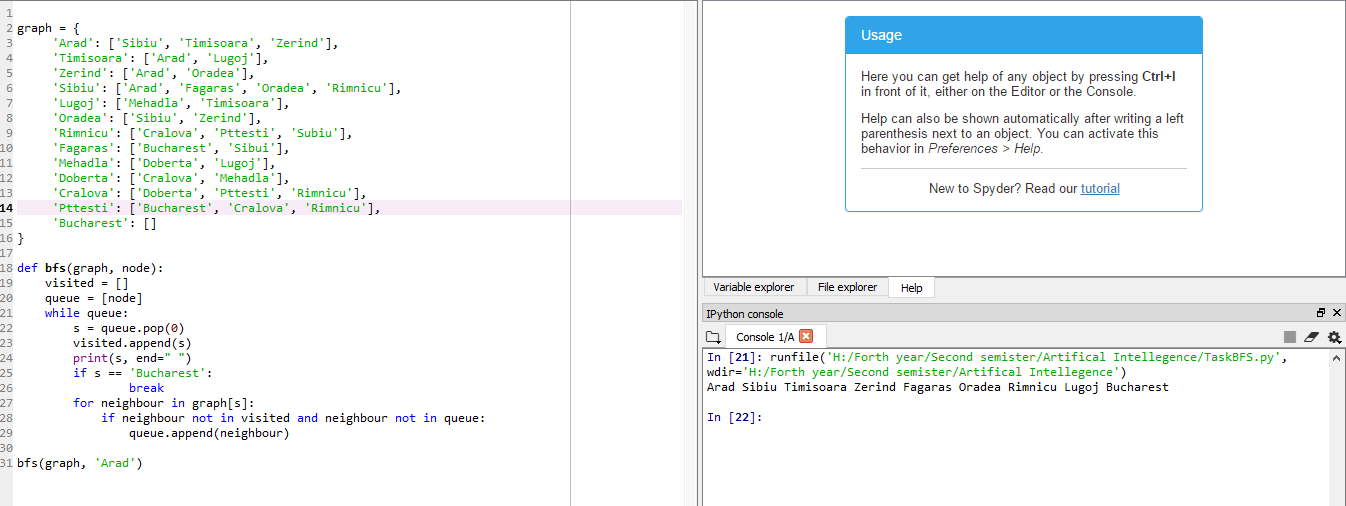 1
2 graph = {
3 'Arad': ['Sibiu', 'Timisoara', 'Zerind'],
4 'Timisoara': ['Arad', 'Lugoj'],
5 'Zerind': ['Arad', 'Oradea'],
6 'Sibiu': ['Arad', 'Fagaras', 'Oradea', 'Rimnicu'],
7 'Lugoj': ['Mehadla', 'Timisoara'],
8 'Oradea': ['Sibiu', 'Zerind'],
9 'Rimnicu': ['Cralova', 'Pttesti', 'Subiu'],
10 'Fagaras': ['Bucharest', 'Sibui'],
11 'Mehadla': ['Doberta', 'Lugoj'],
12 'Doberta': ['Cralova', 'Mehadla'],
13 'Cralova': ['Doberta', 'Pttesti', 'Rimnicu'],
14 'Pttesti': ['Bucharest', 'Cralova', 'Rimnicu'],
15 'Bucharest': []
16 }
17
18 def bfs(graph, node):
19 visited = []
20 queue = [node]
21 while queue:
22 s = queue.pop(0)
23 visited.append(s)
24 print(s, end=" ")
25 if s == 'Bucharest':
26 break
27 for neighbour in graph[s]:
28 if neighbour not in visited and neighbour not in queue:
29 queue.append(neighbour)
30
31 bfs(graph, 'Arad')
Usage
Here you can get help of any object by pressing Ctrl+I
in front of it, either on the Editor or the Console.
Help can also be shown automatically after writing a left
parenthesis next to an object. You can activate this
behavior in Preferences > Help.
New to Spyder? Read our tutorial
Variable explorer File explorer Help
IPython console
Console 1/A
In [21]: runfile('H:/Forth year/Second semister/Artifical Intellegence/TaskBFS.py',
wdir='H:/Forth year/Second semister/Artifical Intellegence')
Arad Sibiu Timisoara Zerind Fagaras Oradea Rimnicu Lugoj Bucharest
In [22]: